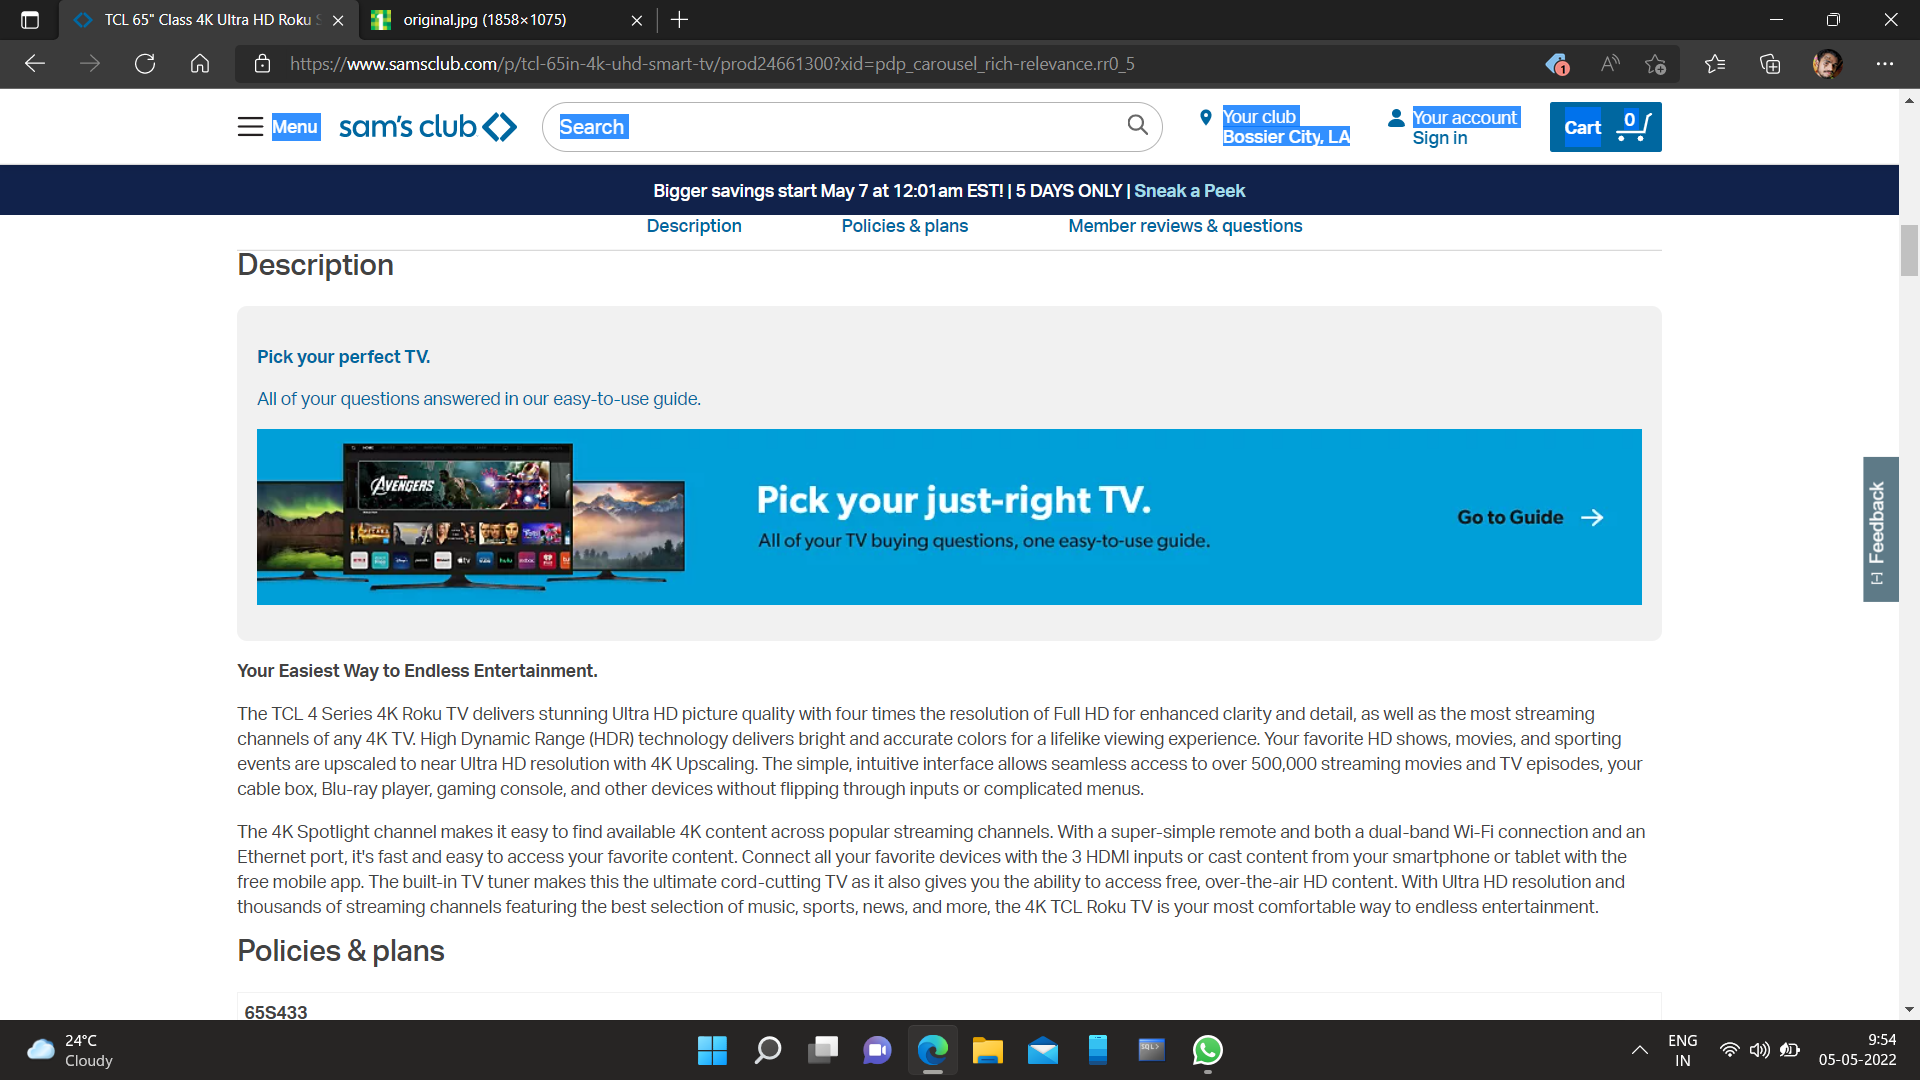 TCL 65" Class 4K Ultra HD Roku S
original.jpg (1858×1075)
https://www.samsclub.com/p/tcl-65in-4k-uhd-smart-tv/prod24661300?xid=pdp_carousel_rich-relevance.rr0_5
1
Menu
sam's club
Search
Your club
Bossier City, LA
Your account
Sign in
Cart 0
Bigger savings start May 7 at 12:01am EST! | 5 DAYS ONLY | Sneak a Peek
Description Policies & plans Member reviews & questions
Description
Pick your perfect TV.
All of your questions answered in our easy-to-use guide.
MARVEL
AVENGERS
Pick your just-right TV.
All of your TV buying questions, one easy-to-use guide.
Go to Guide
[-] Feedback
Your Easiest Way to Endless Entertainment.
The TCL 4 Series 4K Roku TV delivers stunning Ultra HD picture quality with four times the resolution of Full HD for enhanced clarity and detail, as well as the most streaming
channels of any 4K TV. High Dynamic Range (HDR) technology delivers bright and accurate colors for a lifelike viewing experience. Your favorite HD shows, movies, and sporting
events are upscaled to near Ultra HD resolution with 4K Upscaling. The simple, intuitive interface allows seamless access to over 500,000 streaming movies and TV episodes, your
cable box, Blu-ray player, gaming console, and other devices without flipping through inputs or complicated menus.
The 4K Spotlight channel makes it easy to find available 4K content across popular streaming channels. With a super-simple remote and both a dual-band Wi-Fi connection and an
Ethernet port, it's fast and easy to access your favorite content. Connect all your favorite devices with the 3 HDMI inputs or cast content from your smartphone or tablet with the
free mobile app. The built-in TV tuner makes this the ultimate cord-cutting TV as it also gives you the ability to access free, over-the-air HD content. With Ultra HD resolution and
thousands of streaming channels featuring the best selection of music, sports, news, and more, the 4K TCL Roku TV is your most comfortable way to endless entertainment.
Policies & plans
65S433
24°C
Cloudy
SQL>
ENG
IN
9:54
05-05-2022